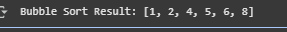 Bubble Sort Result: [1, 2, 4, 5, 6, 8]